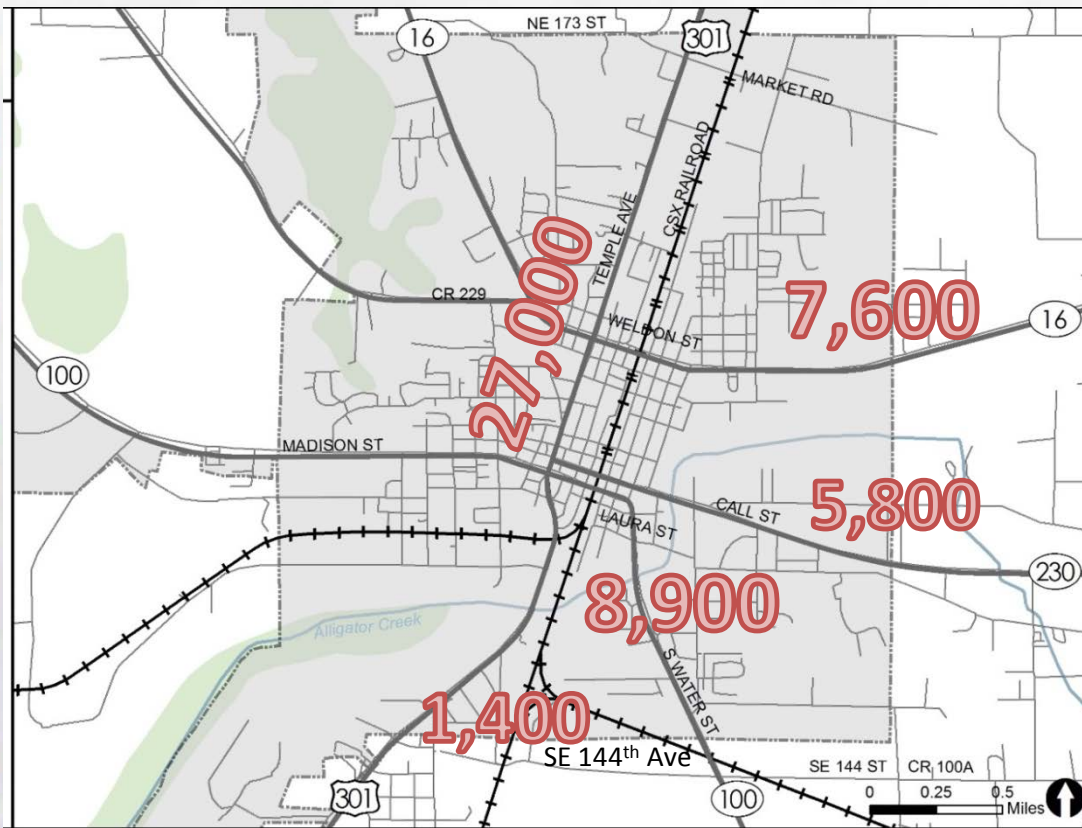 NE 173 ST
16
301
MARKET RD
CSX RAILROAD
TEMPLE AVE
27,000
CR 229
WELDON ST
7,600
16
100
MADISON ST
CALL ST
5,800
LAURA ST
230
8,900
Alligator Creek
S WATER ST
1,400
SE 144th Ave
SE 144 ST CR 100A
301
100
0 0.25 0.5
Miles